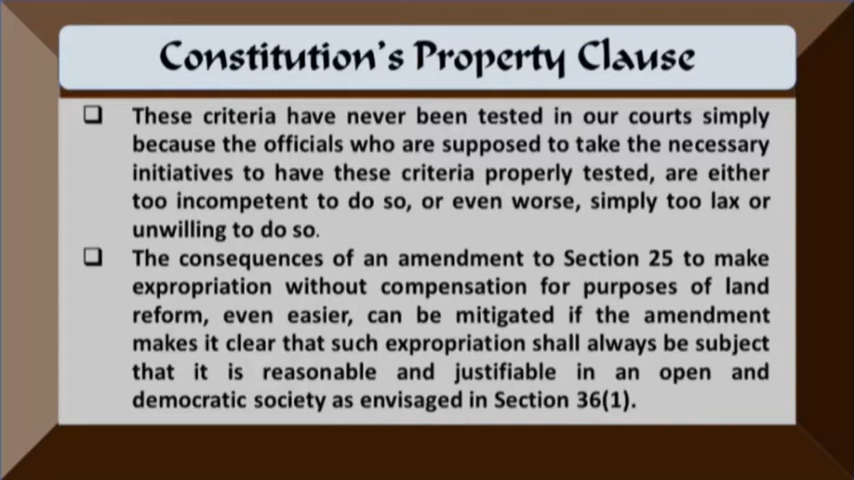 Constitution's Property Clause
These criteria have never been tested in our courts simply
because the officials who are supposed to take the necessary
initiatives to have these criteria properly tested, are either
too incompetent to do so, or even worse, simply too lax or
unwilling to do so.
The consequences of an amendment to Section 25 to make
expropriation without compensation for purposes of land
reform, even easier, can be mitigated if the amendment
makes it clear that such expropriation shall always be subject
that it is reasonable and justifiable in an open and
democratic society as envisaged in Section 36(1).